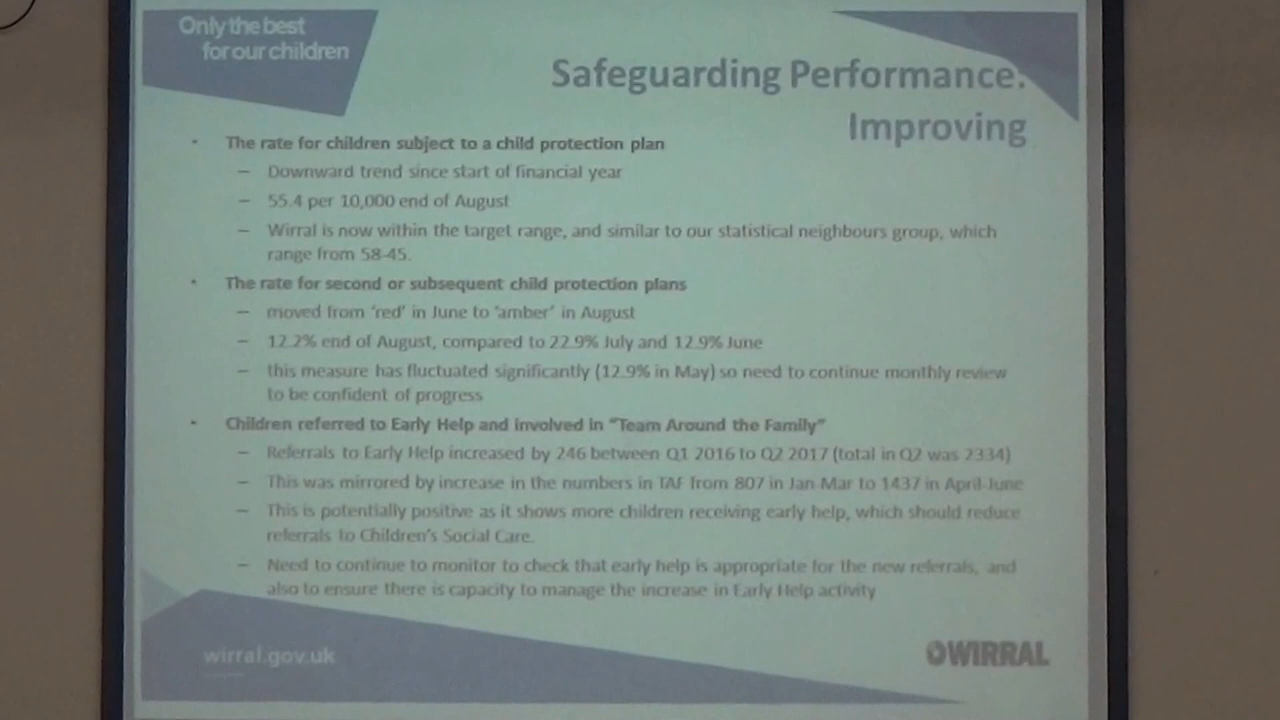 Only the best
for our children
Safeguarding Performance:
Improving
· The rate for children subject to a child protection plan
– Downward trend since start of financial year
– 55.4 per 10,000 end of August
– Wirral is now within the target range, and similar to our statistical neighbours group, which
range from 58-45.
· The rate for second or subsequent child protection plans
– moved from 'red' in June to 'amber' in August
– 12.2% end of August, compared to 22.9% July and 12.9% June
– this measure has fluctuated significantly (12.9% in May) so need to continue monthly review
to be confident of progress
· Children referred to Early Help and involved in "Team Around the Family"
– Referrals to Early Help increased by 246 between Q1 2016 to Q2 2017 (total in Q2 was 2334)
– This was mirrored by increase in the numbers in TAF from 807 in Jan-Mar to 1437 in April-June
– This is potentially positive as it shows more children receiving early help, which should reduce
referrals to Children's Social Care.
– Need to continue to monitor to check that early help is appropriate for the new referrals, and
also to ensure there is capacity to manage the increase in Early Help activity
wirral.gov.uk
WIRRAL